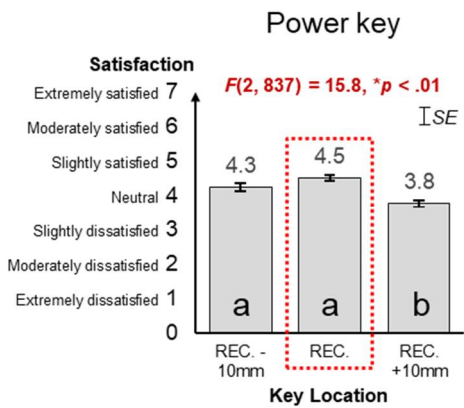 Power key
Satisfaction
F(2, 837) = 15.8, *p < .01
SE
Extremely satisfied 7
Moderately satisfied 6
Slightly satisfied 5
Neutral 4
Slightly dissatisfied 3
Moderately dissatisfied 2
Extremely dissatisfied 1
0
4.3
4.5
3.8
a
a
b
REC. -
10mm
REC.
REC.
+10mm
Key Location